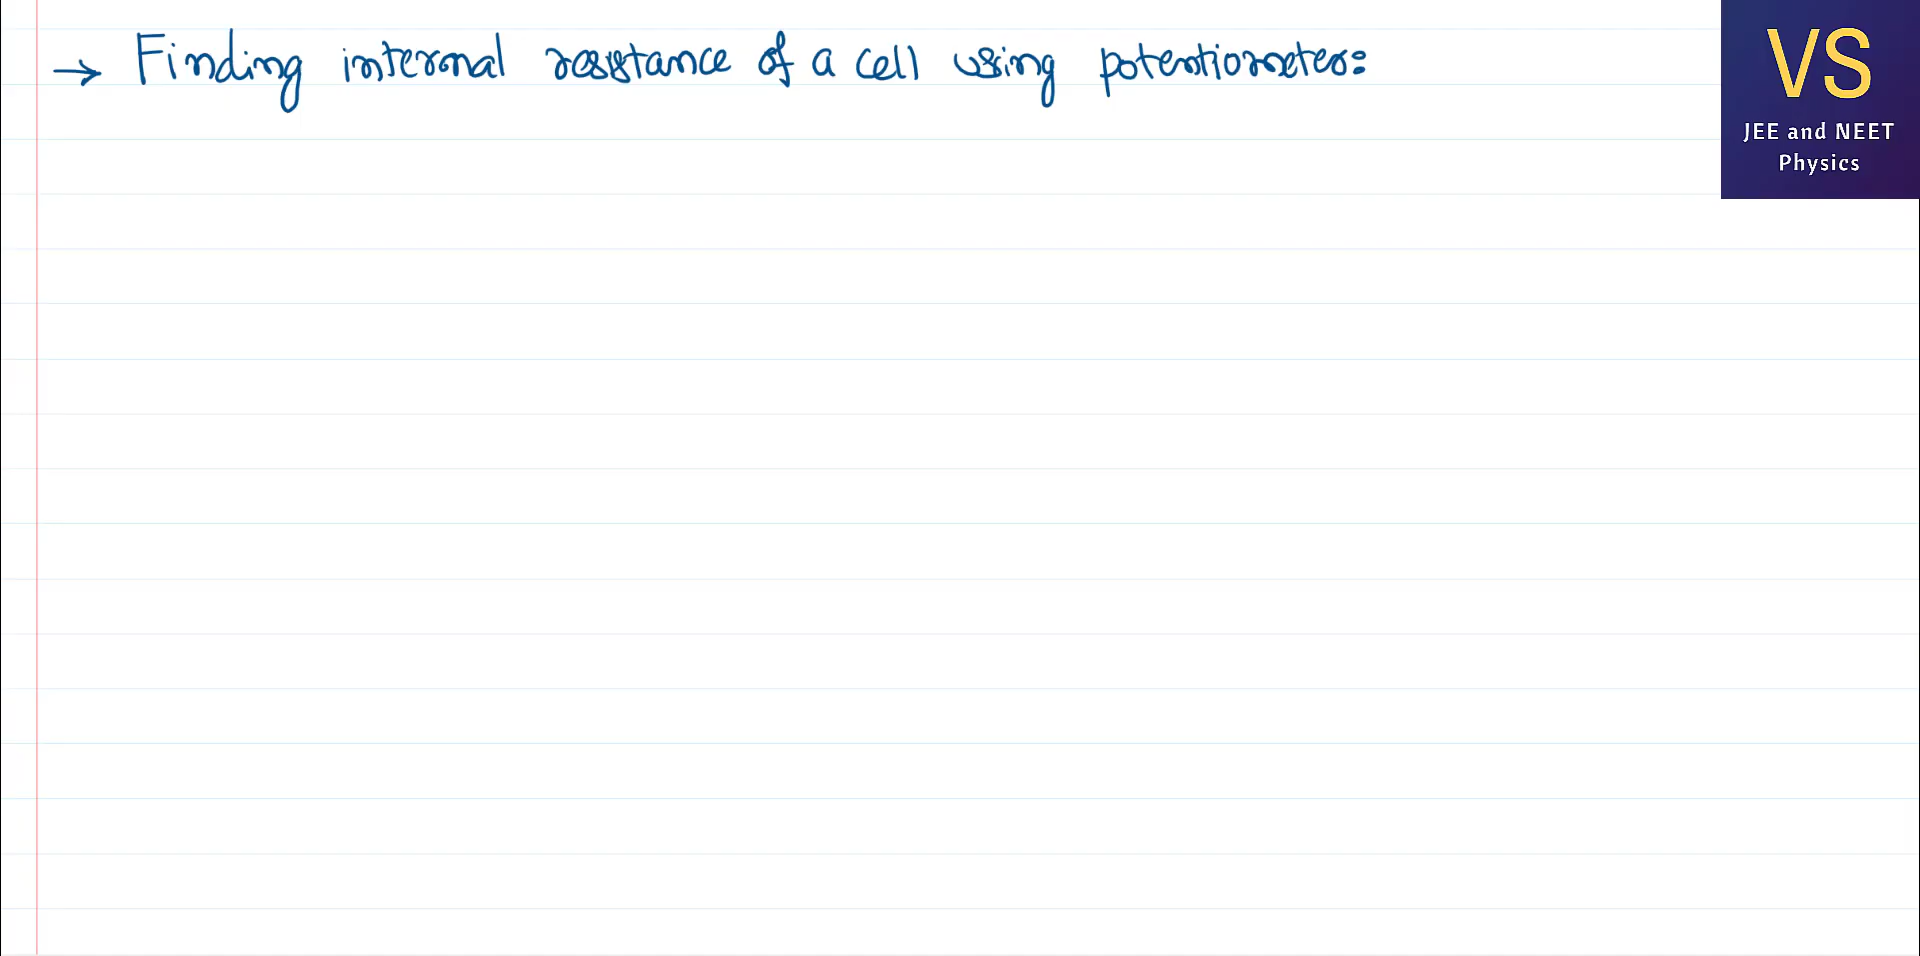 → Finding internal resistance of a cell using potentiometer:
VS
JEE and NEET
Physics